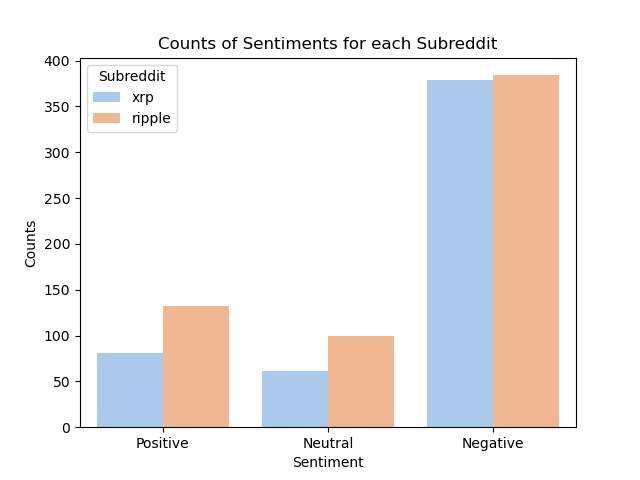 Counts of Sentiments for each Subreddit
Subreddit
xrp
ripple
400
350
300
250
200
150
100
50
0
Counts
Positive
Neutral
Negative
Sentiment